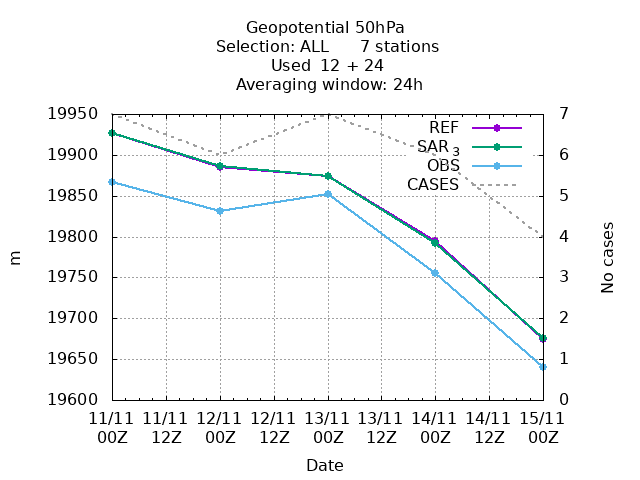 Geopotential 50hPa
Selection: ALL 7 stations
Used 12 + 24
Averaging window: 24h
19950
19900
19850
19800
19750
19700
19650
19600
m
7
6
5
4
3
2
1
0
No cases
REF
SAR 3
OBS
CASES
11/11 11/11 12/11 12/11 13/11 13/11 14/11 14/11 15/11
00Z 12Z 00Z 12Z 00Z 12Z 00Z 12Z 00Z
Date